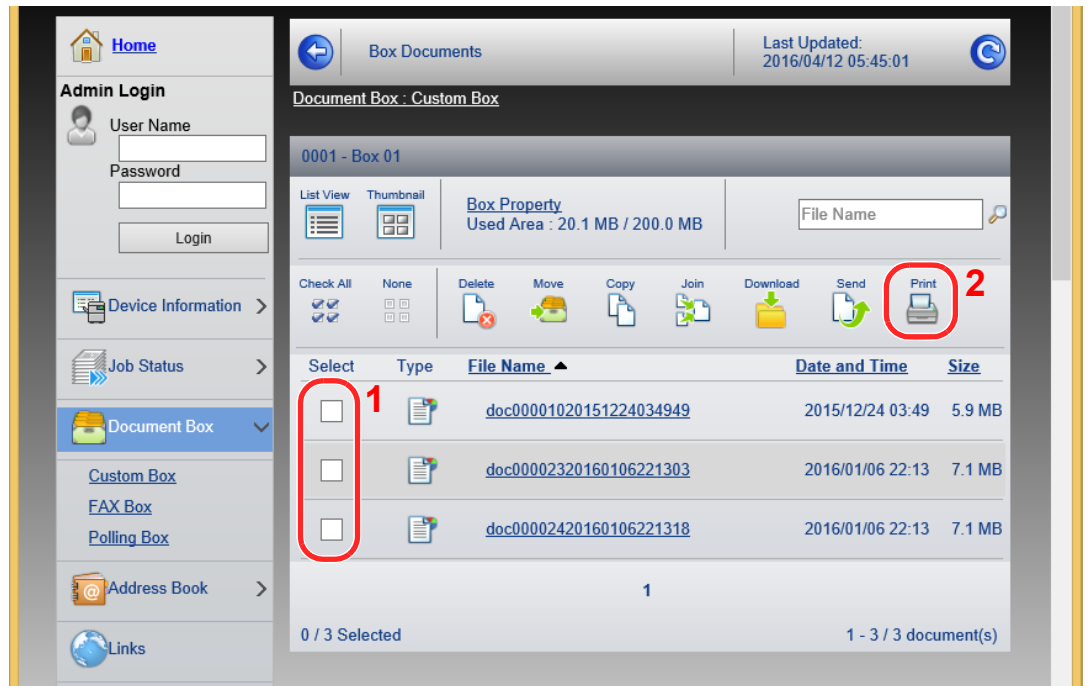 Home
Admin Login
User Name
Password
Login
Device Information
Job Status
Document Box
Custom Box
FAX Box
Polling Box
Address Book
Links
Box Documents
Last Updated:
2016/04/12 05:45:01
Document Box : Custom Box
0001 - Box 01
List View Thumbnail
Box Property
Used Area : 20.1 MB / 200.0 MB
File Name
Check All None Delete Move Copy Join Download Send Print 2
Select Type File Name Date and Time Size
1
doc00001020151224034949 2015/12/24 03:49 5.9 MB
doc00002320160106221303 2016/01/06 22:13 7.1 MB
doc00002420160106221318 2016/01/06 22:13 7.1 MB
1
0 / 3 Selected 1 - 3 / 3 document(s)